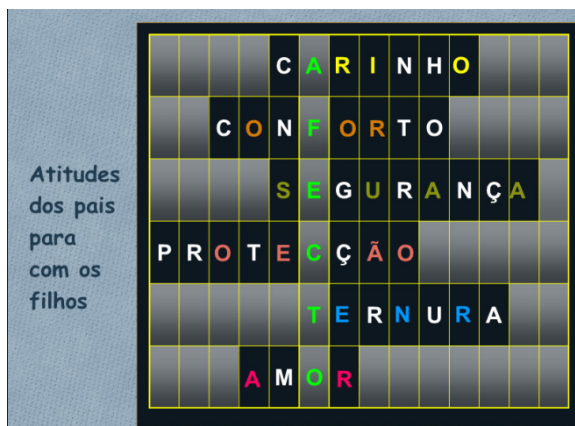 Atitudes
dos pais
para
com os
filhos
CARINHO
CONFORTO
SEGURANÇA
PROTECÇÃO
TERNURA
AMOR